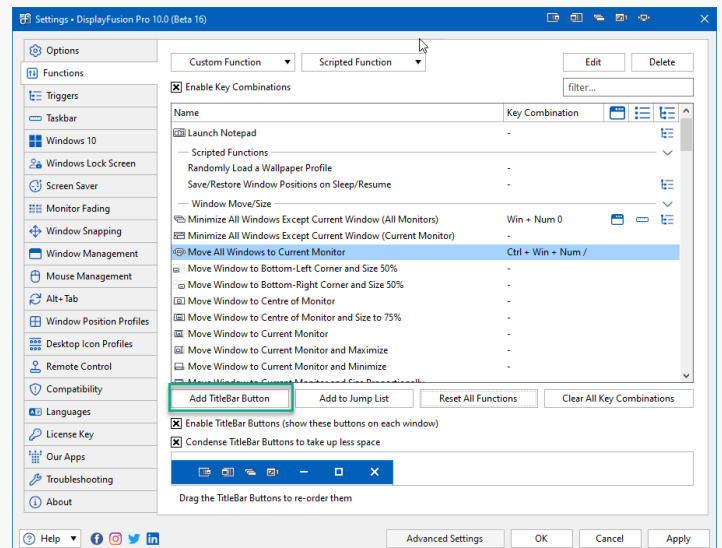 Settings • DisplayFusion Pro 10.0 (Beta 16)
Options
Functions
Triggers
Taskbar
Windows 10
Windows Lock Screen
Screen Saver
Monitor Fading
Window Snapping
Window Management
Mouse Management
Alt+Tab
Window Position Profiles
Desktop Icon Profiles
Remote Control
Compatibility
Languages
License Key
Our Apps
Troubleshooting
About
Custom Function Scripted Function Edit Delete
Enable Key Combinations filter...
Name Key Combination
Launch Notepad -
Scripted Functions
Randomly Load a Wallpaper Profile -
Save/Restore Window Positions on Sleep/Resume -
Window Move/Size
Minimize All Windows Except Current Window (All Monitors) Win + Num 0
Minimize All Windows Except Current Window (Current Monitor) -
Move All Windows to Current Monitor Ctrl + Win + Num /
Move Window to Bottom-Left Corner and Size 50% -
Move Window to Bottom-Right Corner and Size 50% -
Move Window to Centre of Monitor -
Move Window to Centre of Monitor and Size to 75% -
Move Window to Current Monitor -
Move Window to Current Monitor and Maximize -
Move Window to Current Monitor and Minimize -
Move Window to Current Monitor and Size Proportionally
Add TitleBar Button Add to Jump List Reset All Functions Clear All Key Combinations
Enable TitleBar Buttons (show these buttons on each window)
Condense TitleBar Buttons to take up less space
Drag the TitleBar Buttons to re-order them
Help Advanced Settings OK Cancel Apply